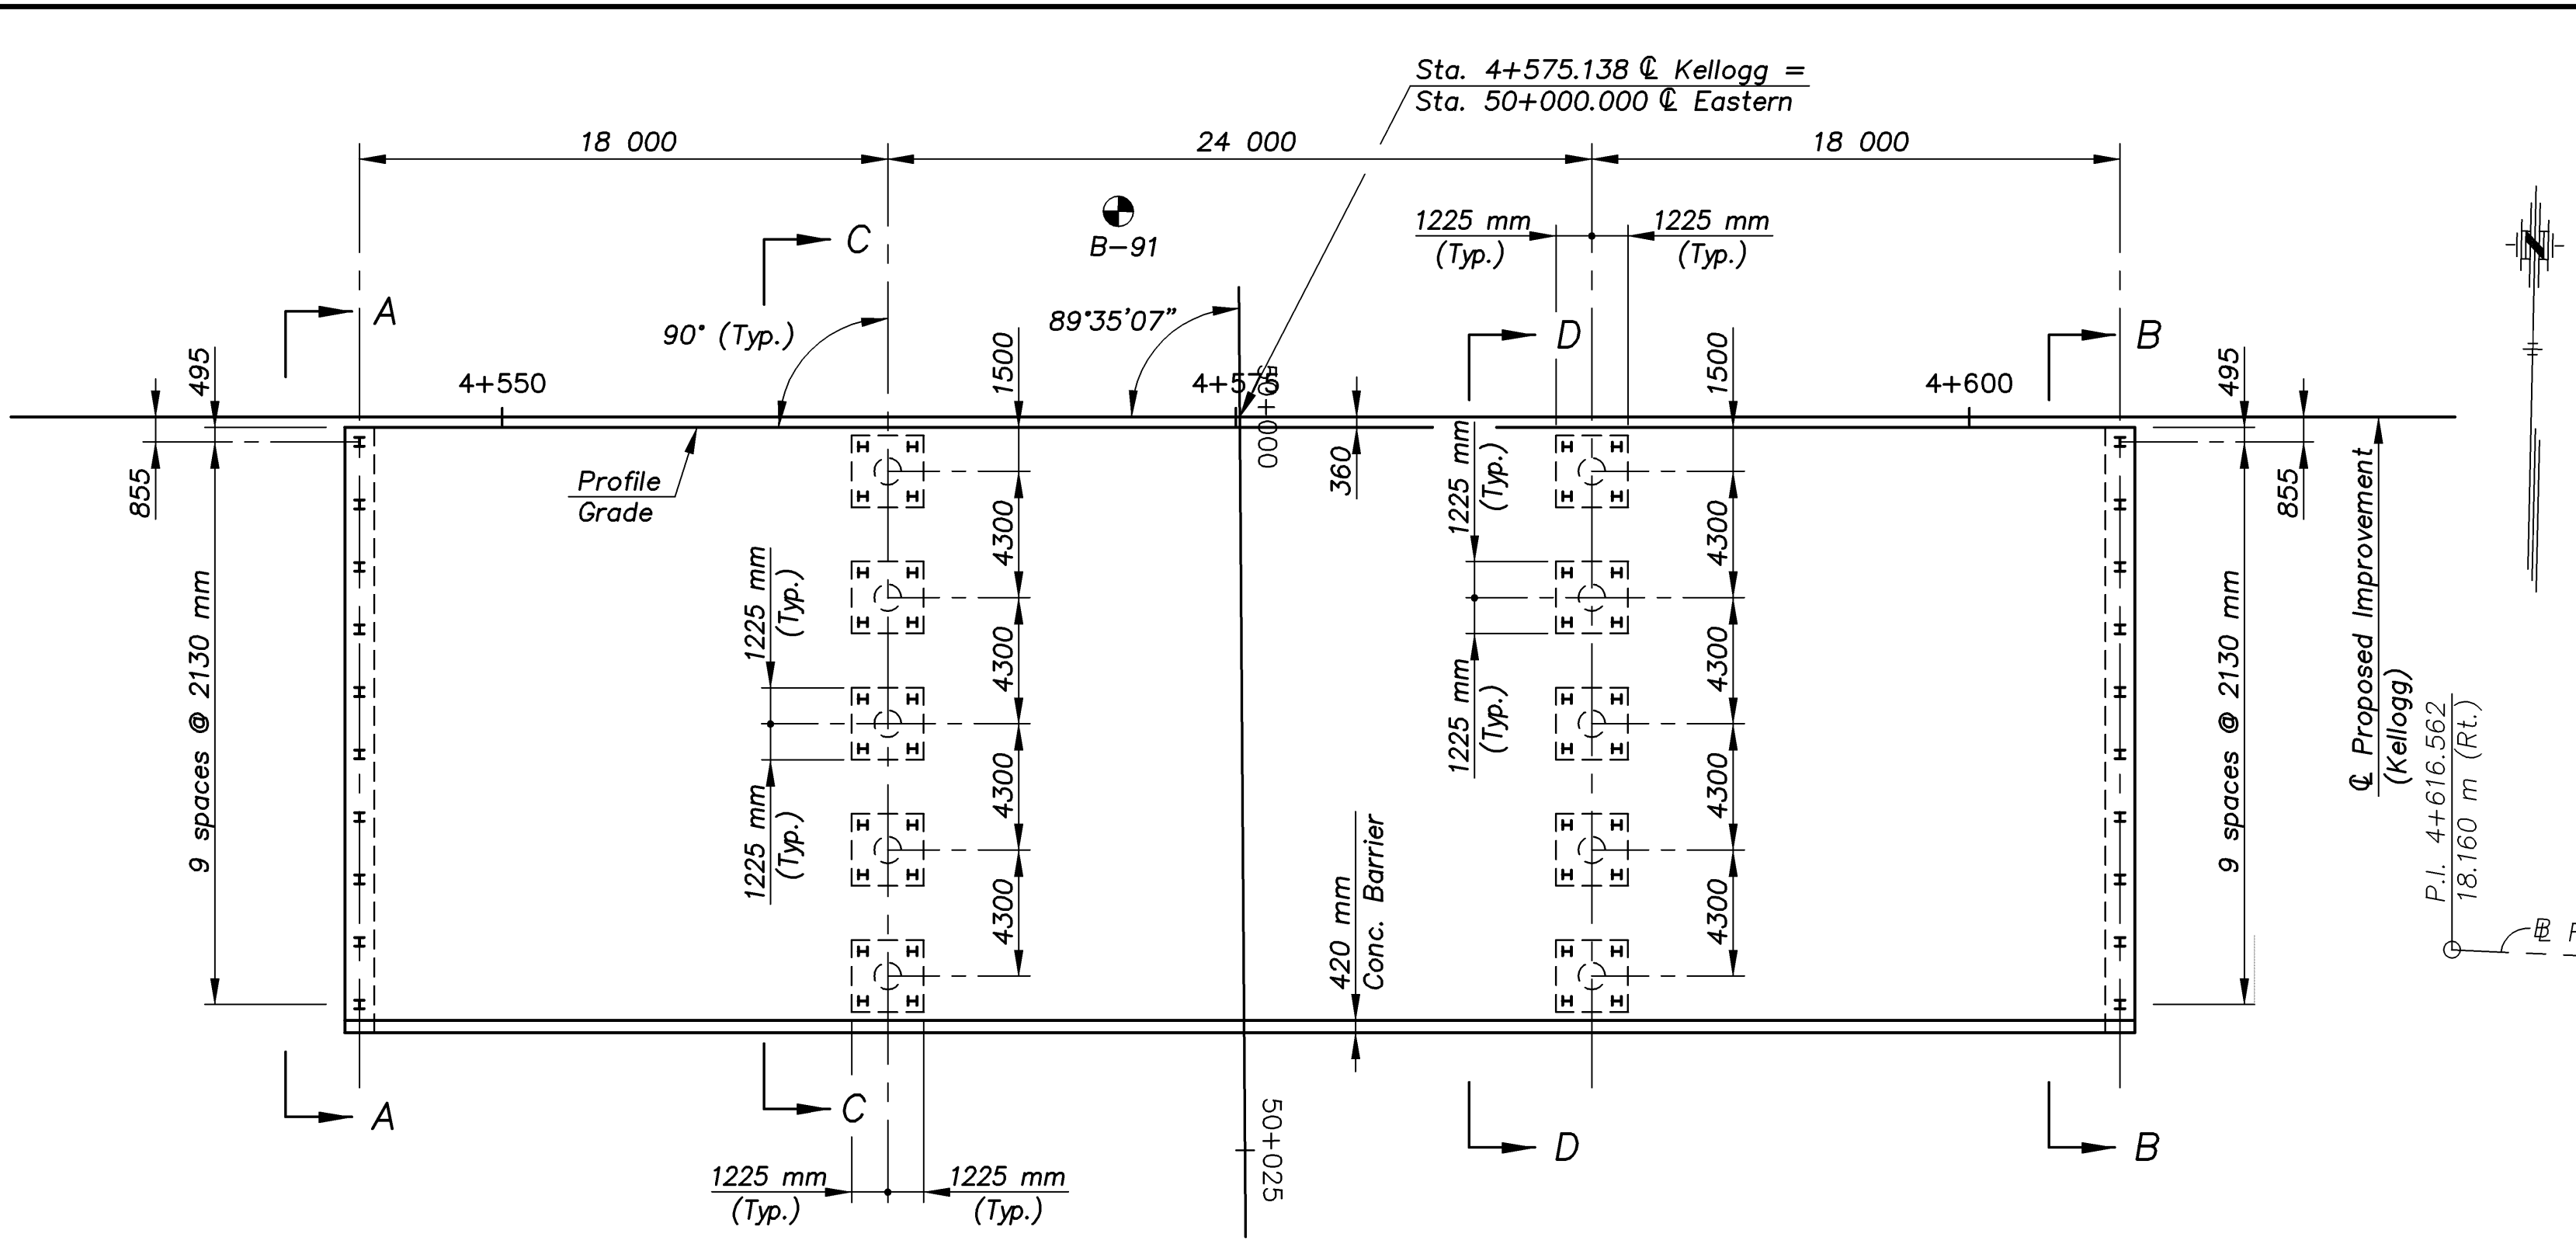 Sta. 4+575.138 ℄ Kellogg =
Sta. 50+000.000 ℄ Eastern
18 000
24 000
18 000
1225 mm
(Typ.)
1225 mm
(Typ.)
C
B-91
N
A
90° (Typ.)
89°35'07"
D
B
495
4+550
1500
4+575
50+000
1500
4+600
495
855
Profile
Grade
360
1225 mm
(Typ.)
855
4300
4300
4300
4300
4300
4300
4300
4300
9 spaces @ 2130 mm
1225 mm
(Typ.)
1225 mm
(Typ.)
1225 mm
(Typ.)
9 spaces @ 2130 mm
℄ Proposed Improvement
(Kellogg)
P.I. 4+616.562
18.160 m (Rt.)
420 mm
Conc. Barrier
A
C
D
B
50+025
1225 mm
(Typ.)
1225 mm
(Typ.)